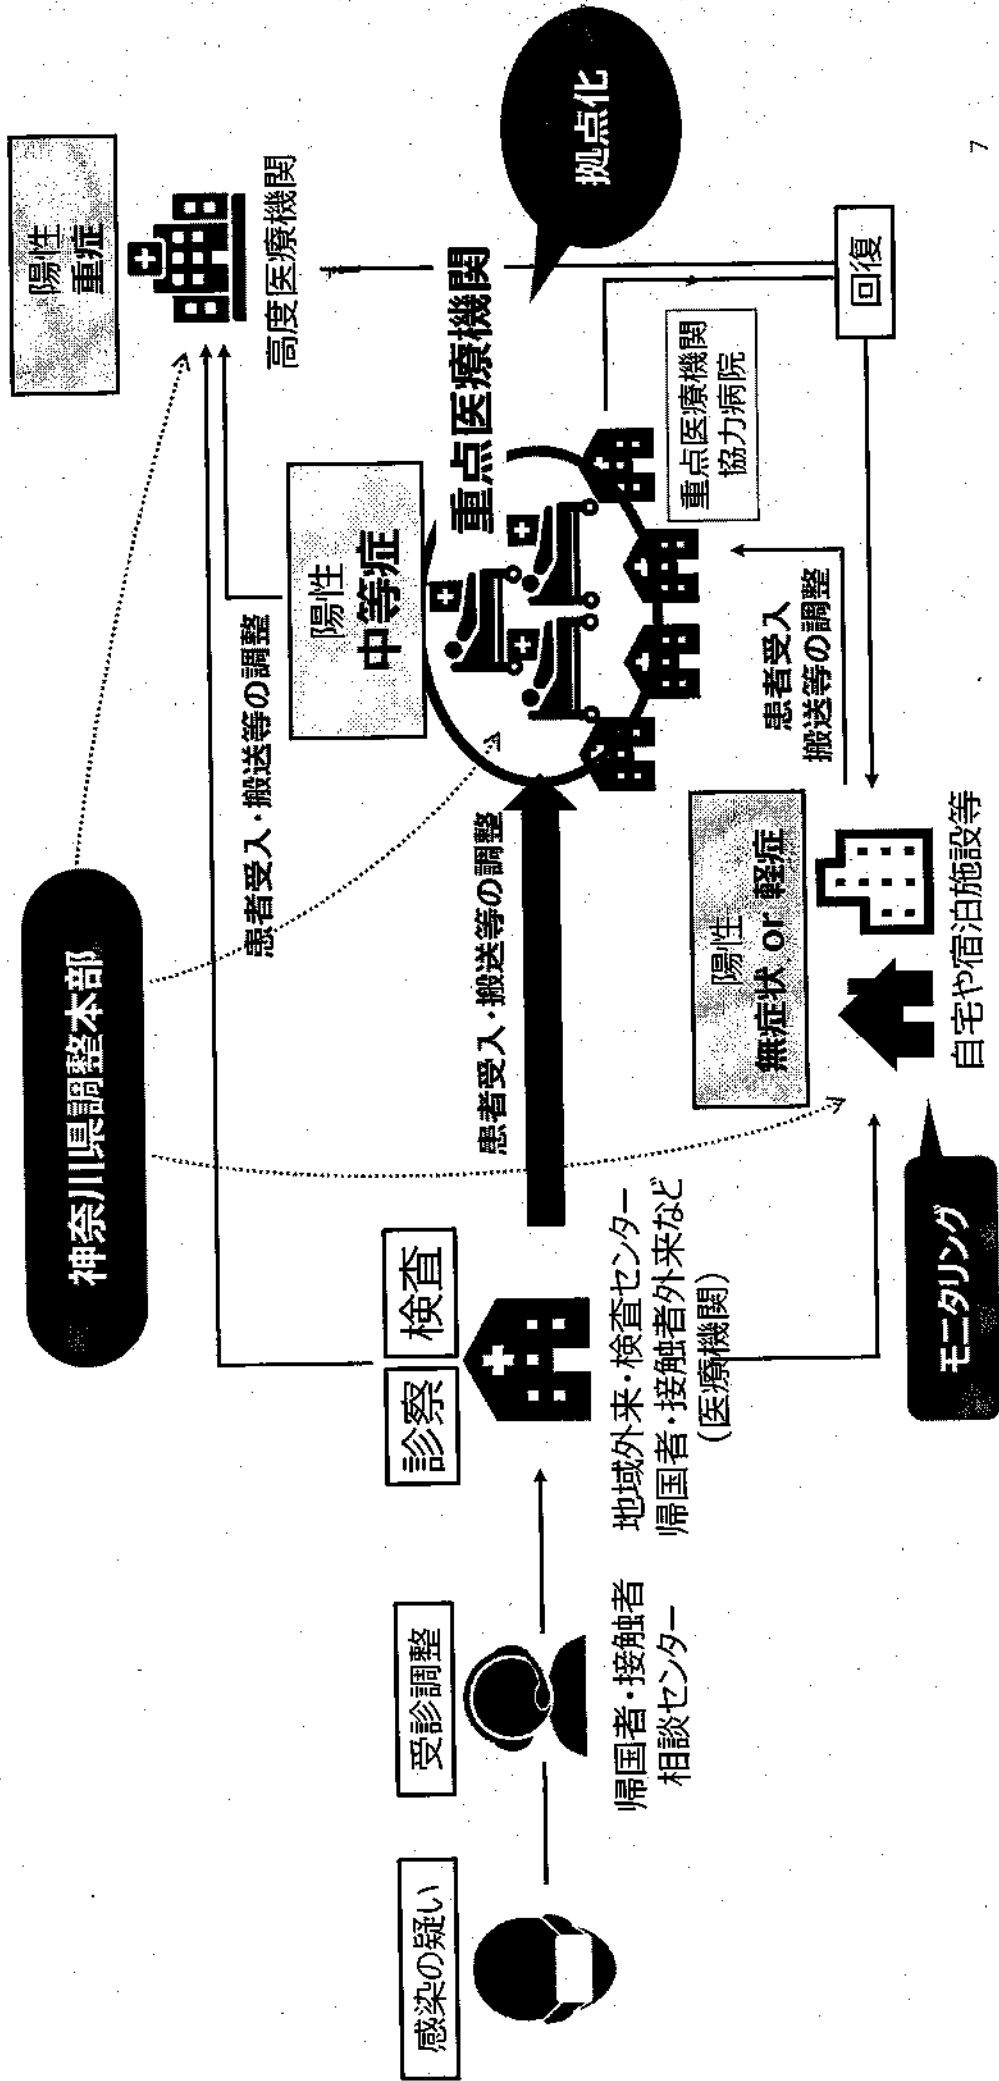 神奈川県調整本部
感染の疑い
受診調整
帰国者・接触者
相談センター
診察
検査
地域外来・検査センター
帰国者・接触者外来など
(医療機関)
患者受入・搬送等の調整
患者受入・搬送等の調整
陽性
重症
高度医療機関
陽性
中等症
重点医療機関
拠点化
重点医療機関
協力病院
患者受入
搬送等の調整
陽性
無症状 or 軽症
自宅や宿泊施設等
モニタリング
回復
7